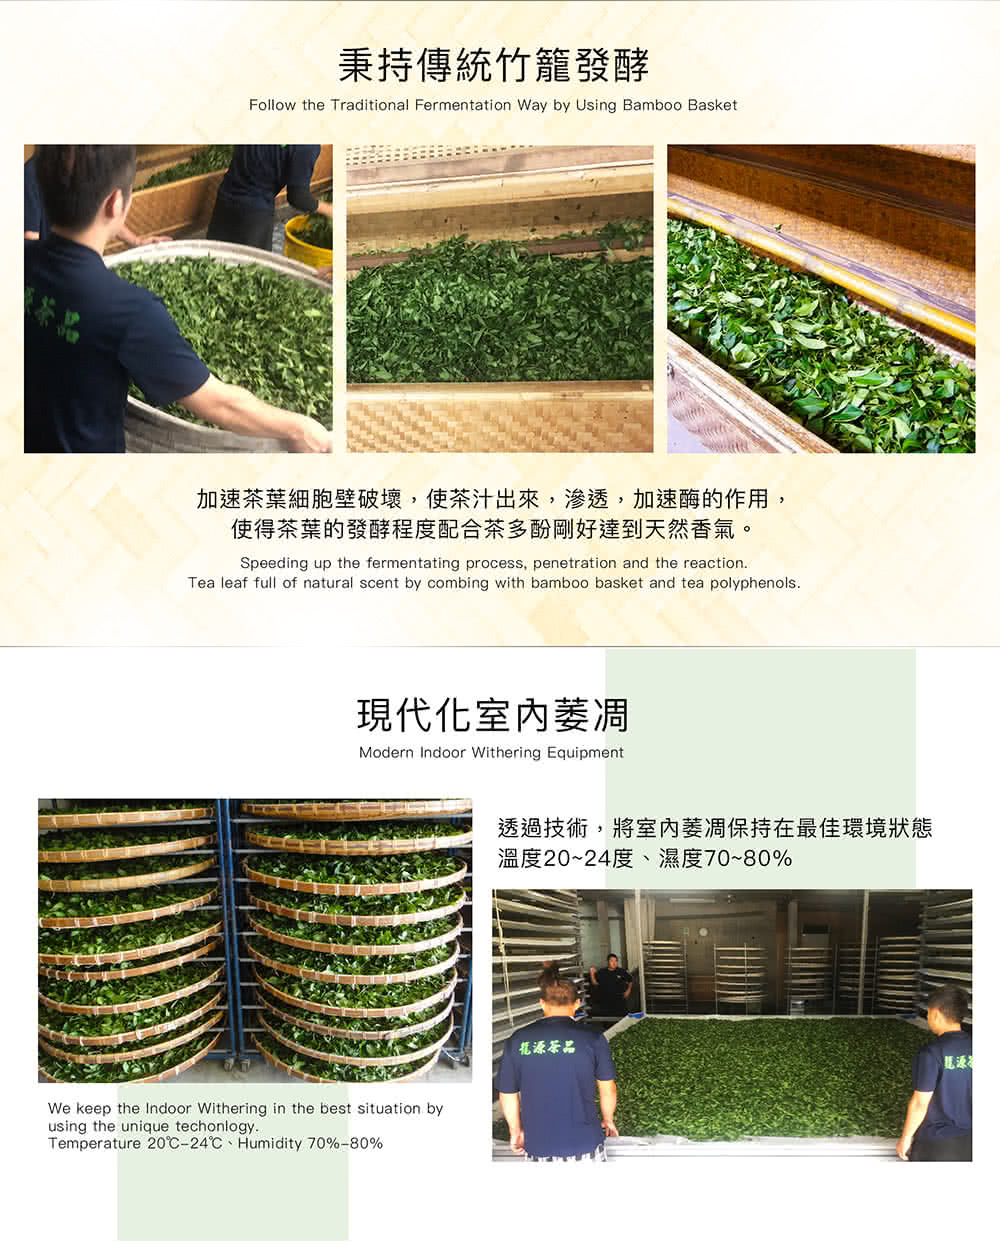 秉持傳統竹籠發酵
Follow the Traditional Fermentation Way by Using Bamboo Basket
茶品
加速茶葉細胞壁破壞，使茶汁出來，滲透，加速酶的作用，
使得茶葉的發酵程度配合茶多酚剛好達到天然香氣。
Speeding up the fermentating process, penetration and the reaction.
Tea leaf full of natural scent by combing with bamboo basket and tea polyphenols.
現代化室內萎凋
Modern Indoor Withering Equipment
透過技術，將室內萎凋保持在最佳環境狀態
溫度20~24度、濕度70~80%
龍源茶品
龍源
We keep the Indoor Withering in the best situation by
using the unique techonlogy.
Temperature 20℃-24℃、Humidity 70%-80%